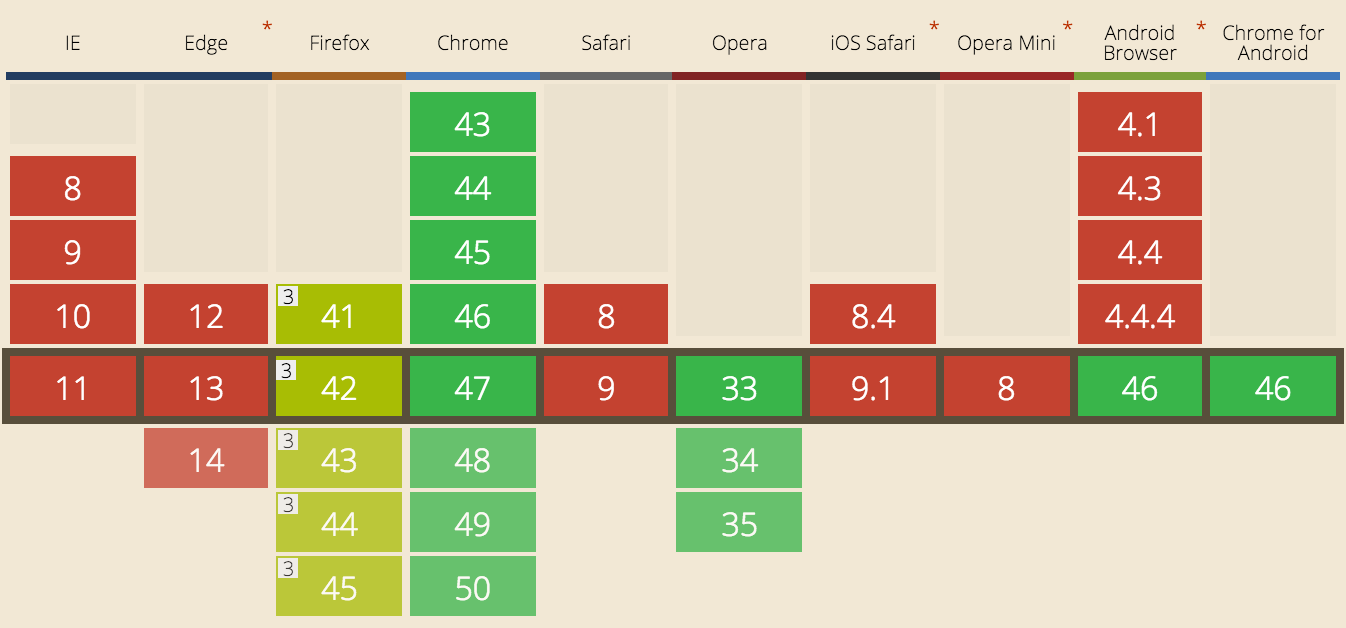 IE Edge * Firefox Chrome Safari Opera iOS Safari * Opera Mini * Android Browser * Chrome for Android
43 4.1
8 44 4.3
9 45 4.4
10 12 3 41 46 8 8.4 4.4.4
11 13 3 42 47 9 33 9.1 8 46 46
14 3 43 48 34
3 44 49 35
3 45 50